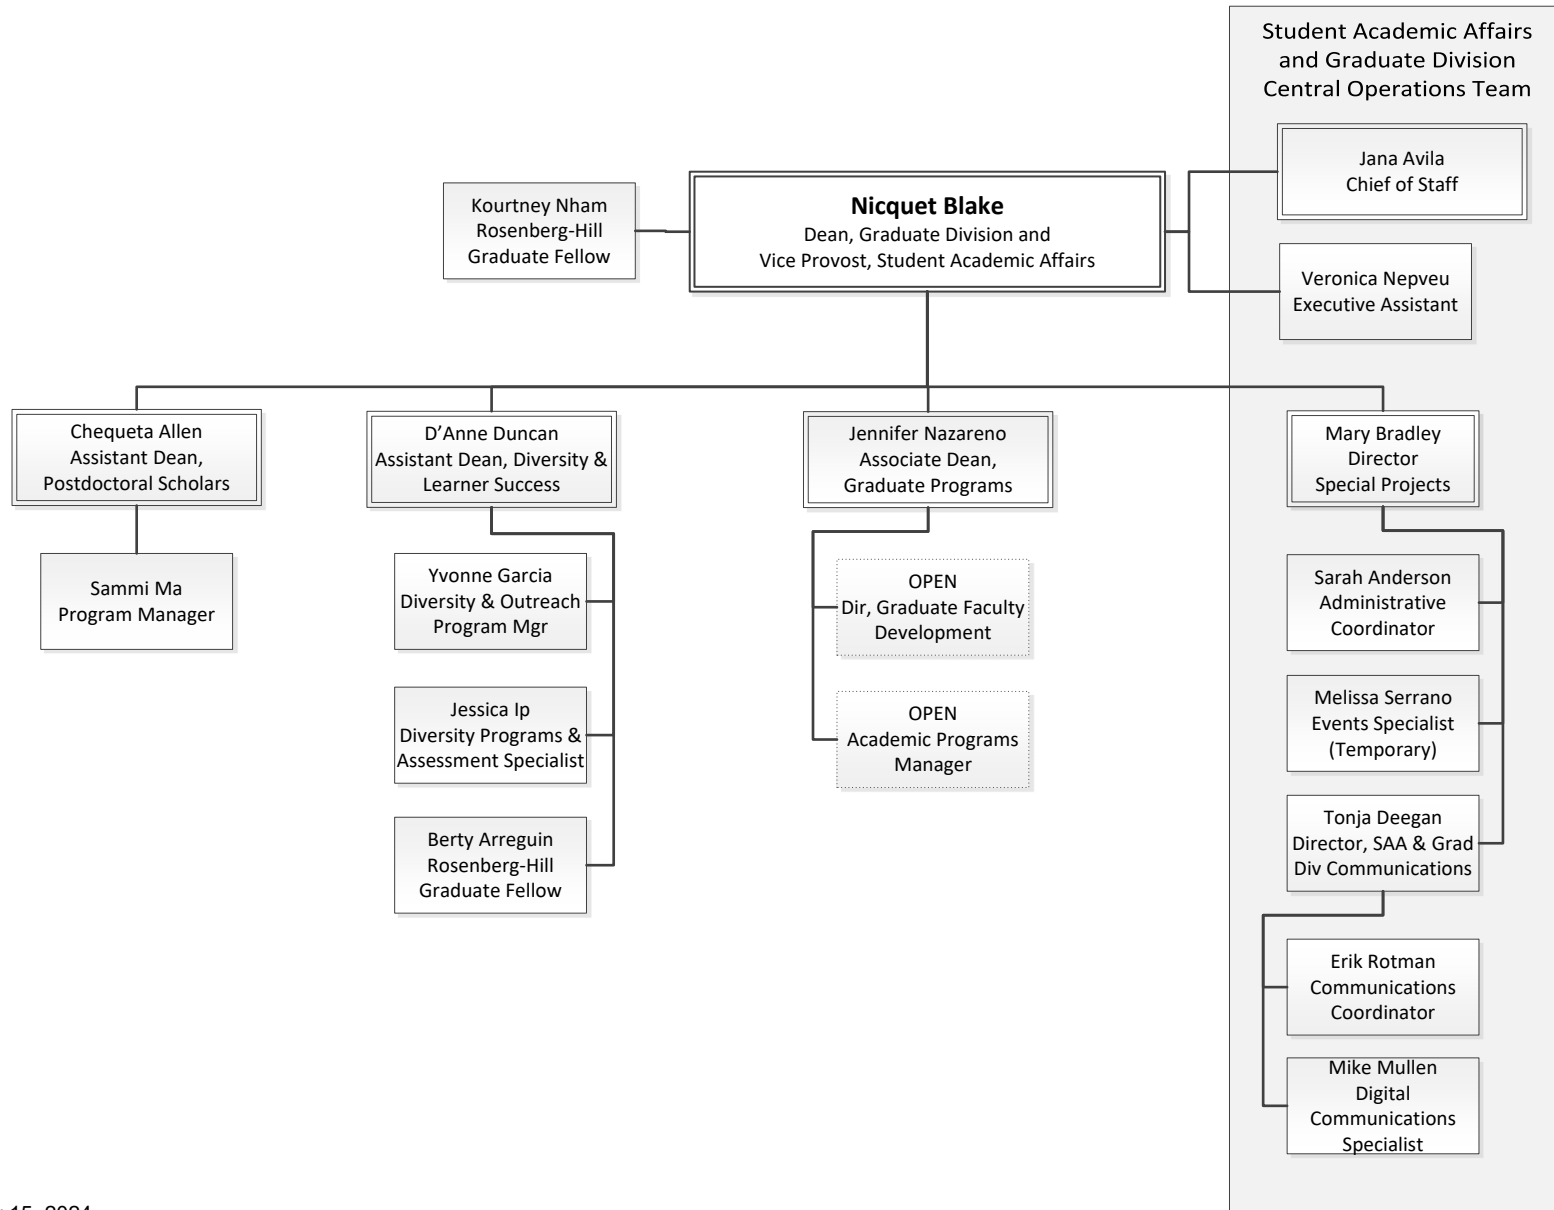 Student Academic Affairs
and Graduate Division
Central Operations Team
Jana Avila
Chief of Staff
Kourtney Nham
Rosenberg-Hill
Graduate Fellow
Nicquet Blake
Dean, Graduate Division and
Vice Provost, Student Academic Affairs
Veronica Nepveu
Executive Assistant
Chequeta Allen
Assistant Dean,
Postdoctoral Scholars
D’Anne Duncan
Assistant Dean, Diversity &
Learner Success
Jennifer Nazareno
Associate Dean,
Graduate Programs
Mary Bradley
Director
Special Projects
Sammi Ma
Program Manager
Yvonne Garcia
Diversity & Outreach
Program Mgr
Jessica Ip
Diversity Programs &
Assessment Specialist
Berty Arreguin
Rosenberg-Hill
Graduate Fellow
OPEN
Dir, Graduate Faculty
Development
OPEN
Academic Programs
Manager
Sarah Anderson
Administrative
Coordinator
Melissa Serrano
Events Specialist
(Temporary)
Tonja Deegan
Director, SAA & Grad
Div Communications
Erik Rotman
Communications
Coordinator
Mike Mullen
Digital
Communications
Specialist